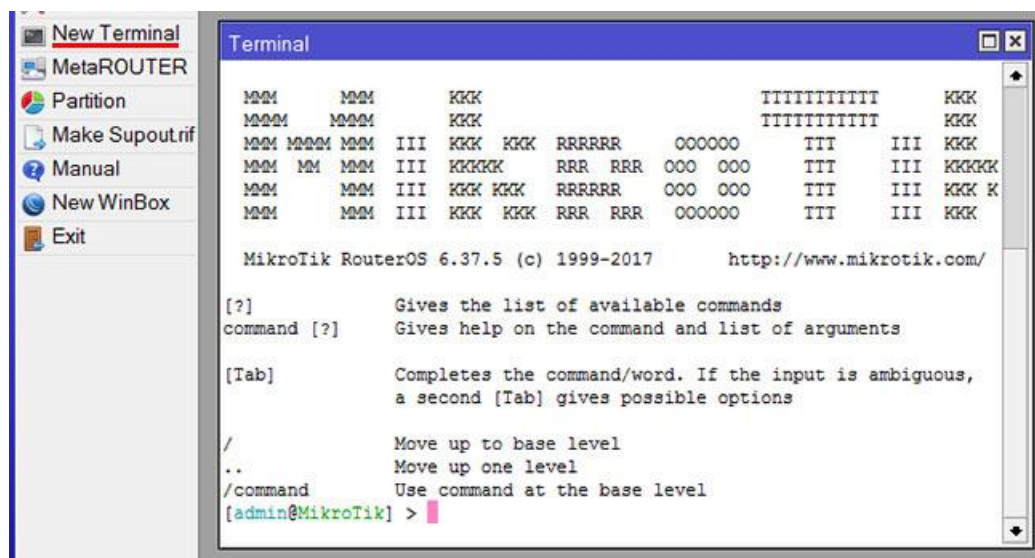 New Terminal
MetaROUTER
Partition
Make Supout.rif
Manual
New WinBox
Exit
Terminal
MMM      MMM       KKK                          TTTTTTTTTTT      KKK
MMMM    MMMM       KKK                          TTTTTTTTTTT      KKK
MMM MMMM MMM  III  KKK  KKK  RRRRRR     OOOOOO      TTT     III  KKK
MMM  MM  MMM  III  KKKKK     RRR  RRR  OOO  OOO     TTT     III  KKKKK
MMM      MMM  III  KKK KKK   RRRRRR    OOO  OOO     TTT     III  KKK K
MMM      MMM  III  KKK  KKK  RRR  RRR   OOOOOO      TTT     III  KKK
MikroTik RouterOS 6.37.5 (c) 1999-2017       http://www.mikrotik.com/
[?]             Gives the list of available commands
command [?]     Gives help on the command and list of arguments
[Tab]           Completes the command/word. If the input is ambiguous,
a second [Tab] gives possible options
/               Move up to base level
..              Move up one level
/command        Use command at the base level
[admin@MikroTik] >